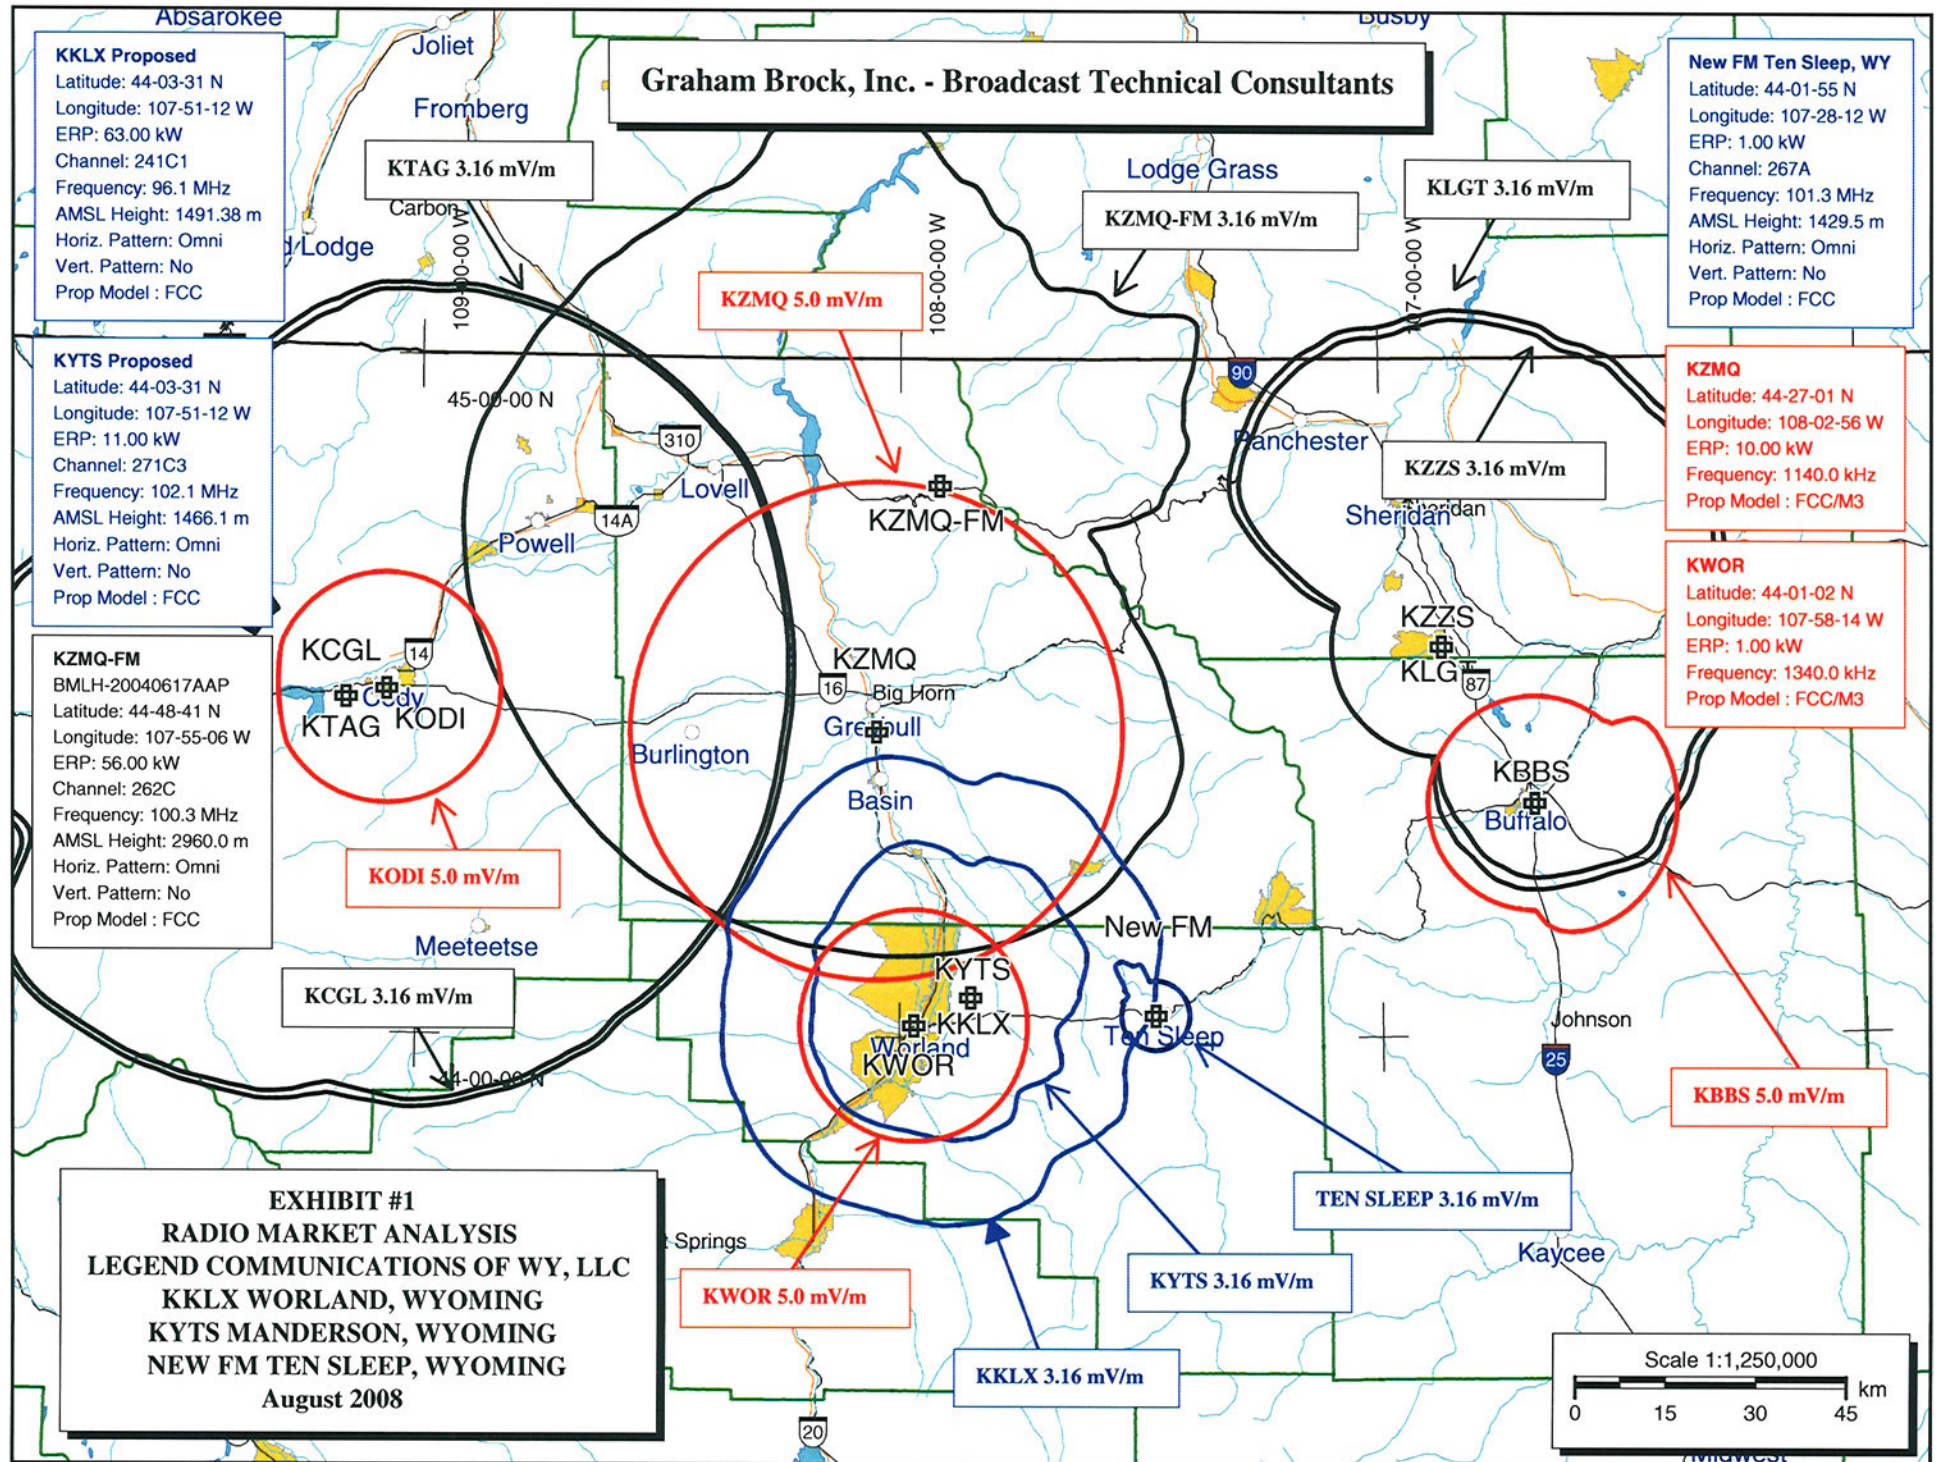 Absarokee
Joliet
Fromberg
Busby
Graham Brock, Inc. - Broadcast Technical Consultants
KKLX Proposed
Latitude: 44-03-31 N
Longitude: 107-51-12 W
ERP: 63.00 kW
Channel: 241C1
Frequency: 96.1 MHz
AMSL Height: 1491.38 m
Horiz. Pattern: Omni
Vert. Pattern: No
Prop Model : FCC
New FM Ten Sleep, WY
Latitude: 44-01-55 N
Longitude: 107-28-12 W
ERP: 1.00 kW
Channel: 267A
Frequency: 101.3 MHz
AMSL Height: 1429.5 m
Horiz. Pattern: Omni
Vert. Pattern: No
Prop Model : FCC
KTAG 3.16 mV/m
Carbon
d Lodge
Lodge Grass
KZMQ-FM 3.16 mV/m
KLGT 3.16 mV/m
KZMQ 5.0 mV/m
109-00-00 W
108-00-00 W
107-00-00 W
45-00-00 N
KYTS Proposed
Latitude: 44-03-31 N
Longitude: 107-51-12 W
ERP: 11.00 kW
Channel: 271C3
Frequency: 102.1 MHz
AMSL Height: 1466.1 m
Horiz. Pattern: Omni
Vert. Pattern: No
Prop Model : FCC
KZMQ
Latitude: 44-27-01 N
Longitude: 108-02-56 W
ERP: 10.00 kW
Frequency: 1140.0 kHz
Prop Model : FCC/M3
90
Ranchester
310
Lovell
14A
Powell
KZMQ-FM
KZZS 3.16 mV/m
Sheridan
Sheridan
KWOR
Latitude: 44-01-02 N
Longitude: 107-58-14 W
ERP: 1.00 kW
Frequency: 1340.0 kHz
Prop Model : FCC/M3
KZMQ-FM
BMLH-20040617AAP
Latitude: 44-48-41 N
Longitude: 107-55-06 W
ERP: 56.00 kW
Channel: 262C
Frequency: 100.3 MHz
AMSL Height: 2960.0 m
Horiz. Pattern: Omni
Vert. Pattern: No
Prop Model : FCC
KCGL
14
Cody
KTAG
KODI
KZMQ
16
Big Horn
Greybull
Burlington
Basin
KZZS
KLGT
87
KBBS
Buffalo
KODI 5.0 mV/m
Meeteetse
New FM
KYTS
KKLX
Worland
KWOR
Ten Sleep
KCGL 3.16 mV/m
44-00-00 N
Johnson
25
KBBS 5.0 mV/m
TEN SLEEP 3.16 mV/m
Kaycee
KYTS 3.16 mV/m
KWOR 5.0 mV/m
KKLX 3.16 mV/m
t Springs
20
EXHIBIT #1
RADIO MARKET ANALYSIS
LEGEND COMMUNICATIONS OF WY, LLC
KKLX WORLAND, WYOMING
KYTS MANDERSON, WYOMING
NEW FM TEN SLEEP, WYOMING
August 2008
Scale 1:1,250,000
km
0 15 30 45
Midwest